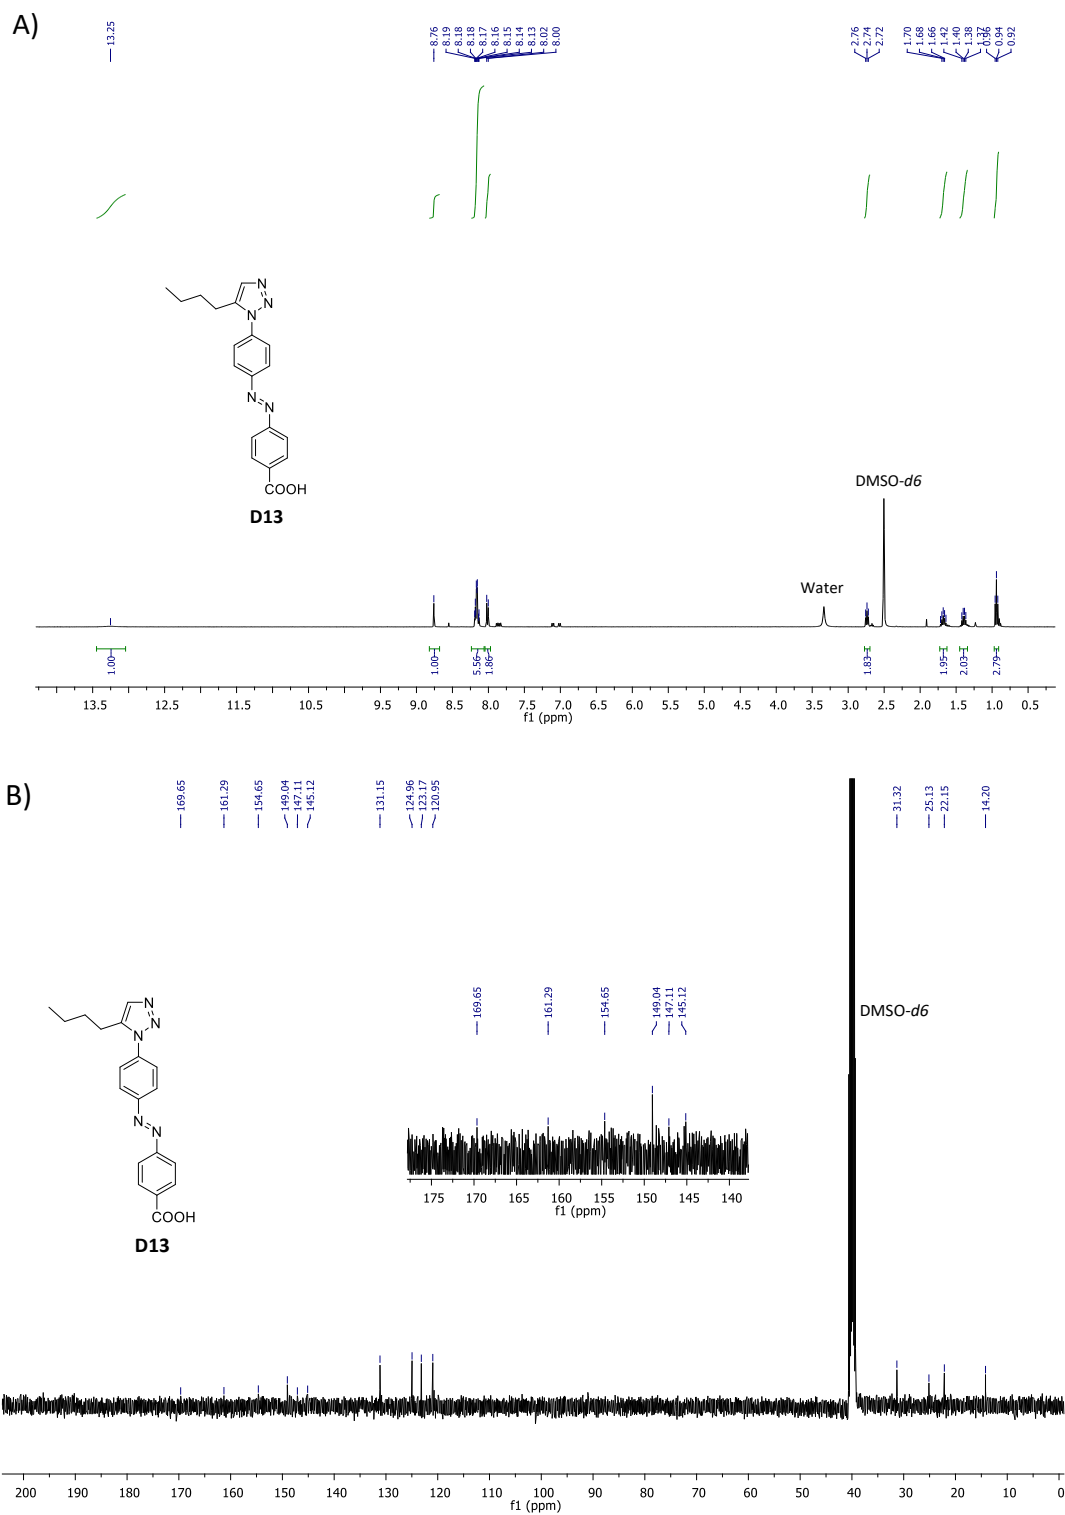 A)
13.25
8.76
8.19
8.18
8.18
8.17
8.16
8.15
8.14
8.13
8.02
8.00
2.76
2.74
2.72
1.70
1.68
1.66
1.42
1.40
1.38
1.37
0.96
0.94
0.92
N
N
N
N
N
COOH
D13
DMSO-d6
Water
1.00
1.00
5.56
1.86
1.83
1.95
2.03
2.79
13.5 12.5 11.5 10.5 9.5 9.0 8.5 8.0 7.5 7.0 6.5 6.0 5.5 5.0 4.5 4.0 3.5 3.0 2.5 2.0 1.5 1.0 0.5
f1 (ppm)
B)
169.65
161.29
154.65
149.04
147.11
145.12
131.15
124.96
123.17
120.95
31.32
25.13
22.15
14.20
169.65
161.29
154.65
149.04
147.11
145.12
N
N
N
N
N
COOH
D13
DMSO-d6
175 170 165 160 155 150 145 140
f1 (ppm)
200 190 180 170 160 150 140 130 120 110 100 90 80 70 60 50 40 30 20 10 0
f1 (ppm)